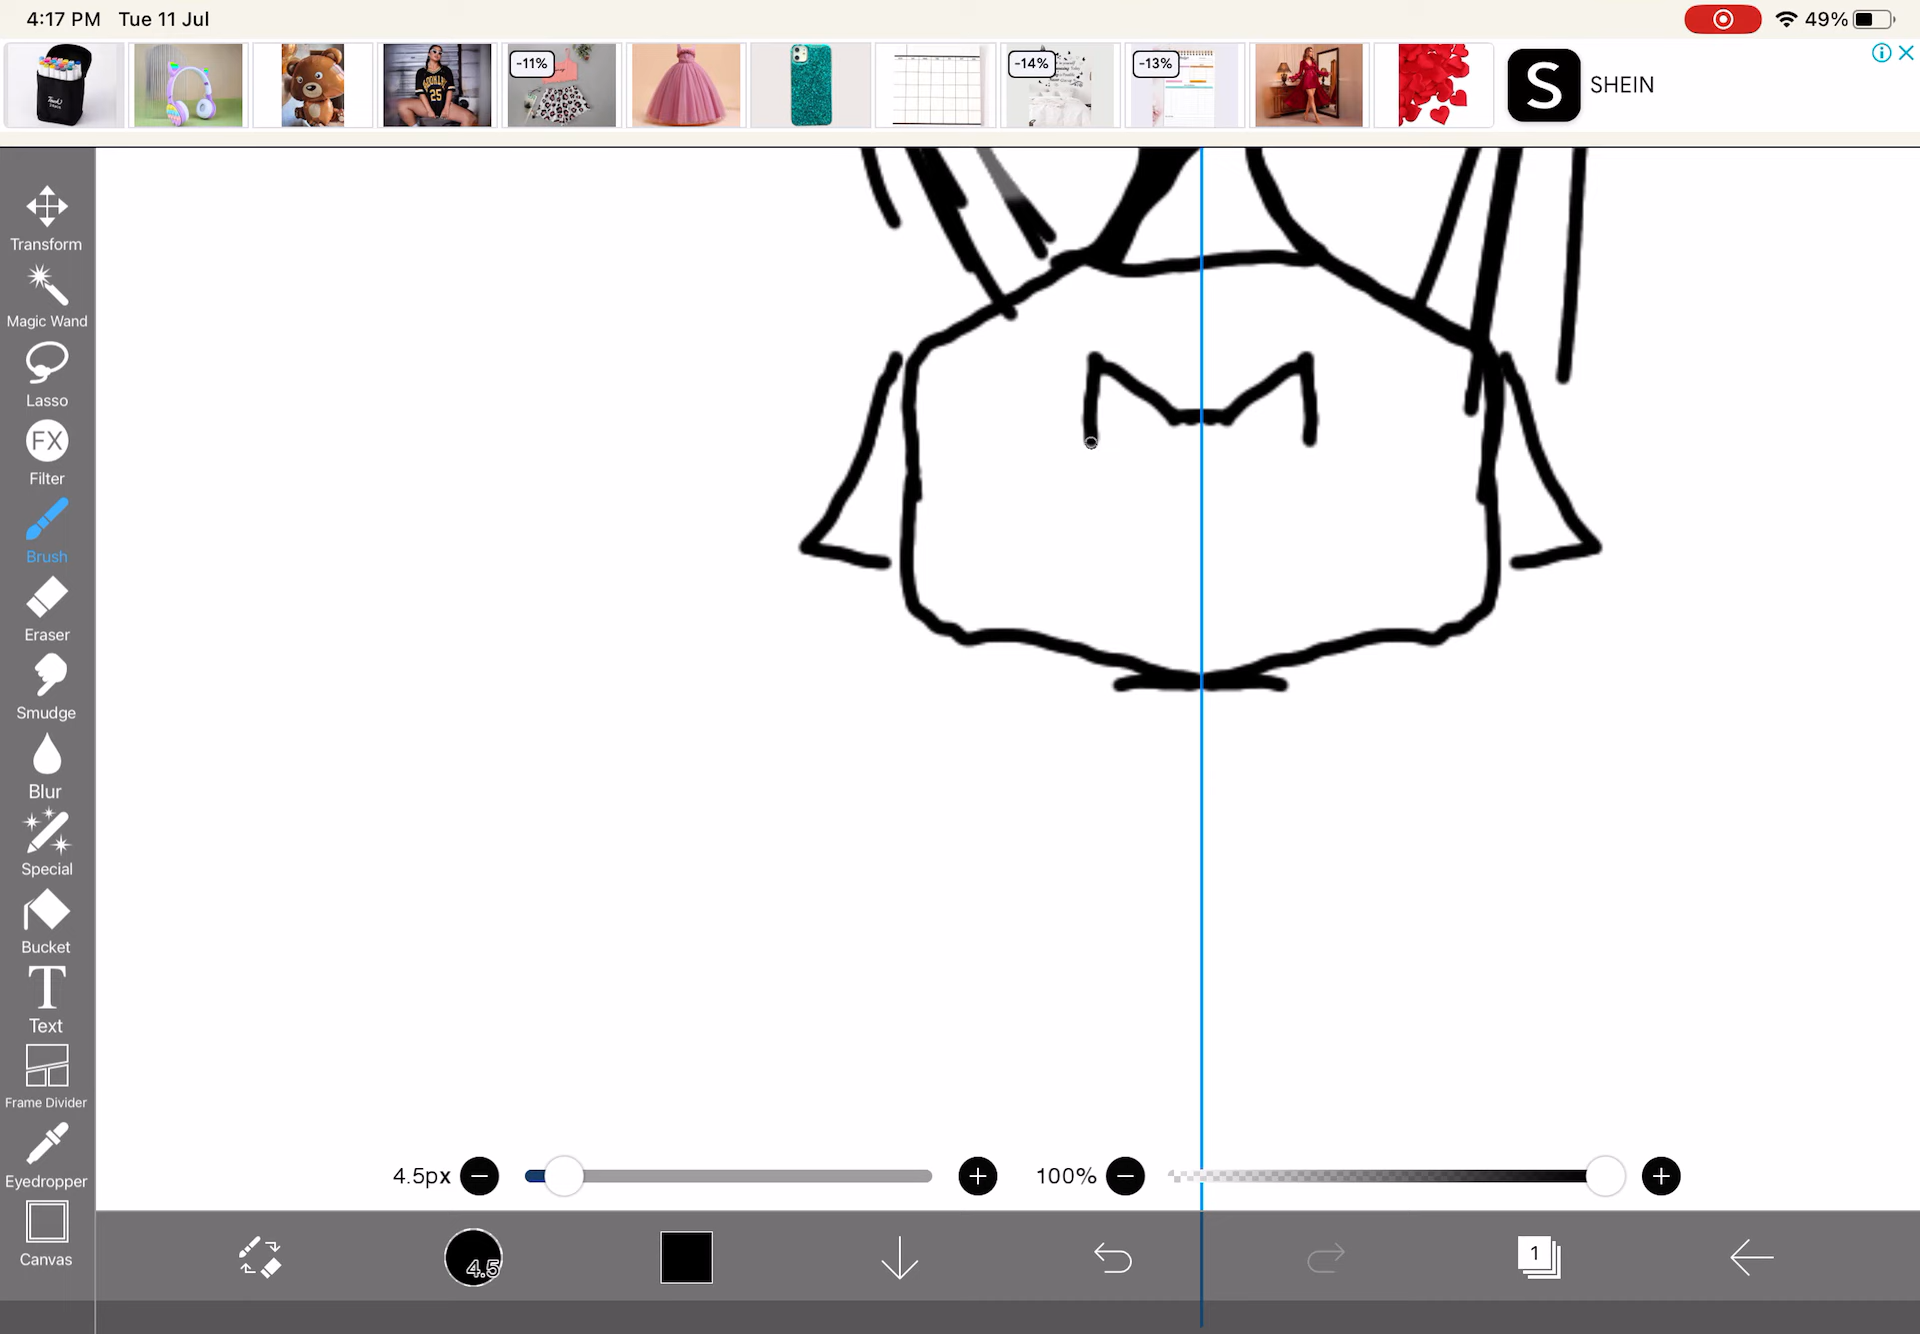 4:17 PM Tue 11 Jul
49%
-11%
-14%
-13%
25
S SHEIN
Transform
Magic Wand
Lasso
FX
Filter
Brush
Eraser
Smudge
Blur
Special
Bucket
T
Text
Frame Divider
Eyedropper
Canvas
4.5px
100%
4.5
1